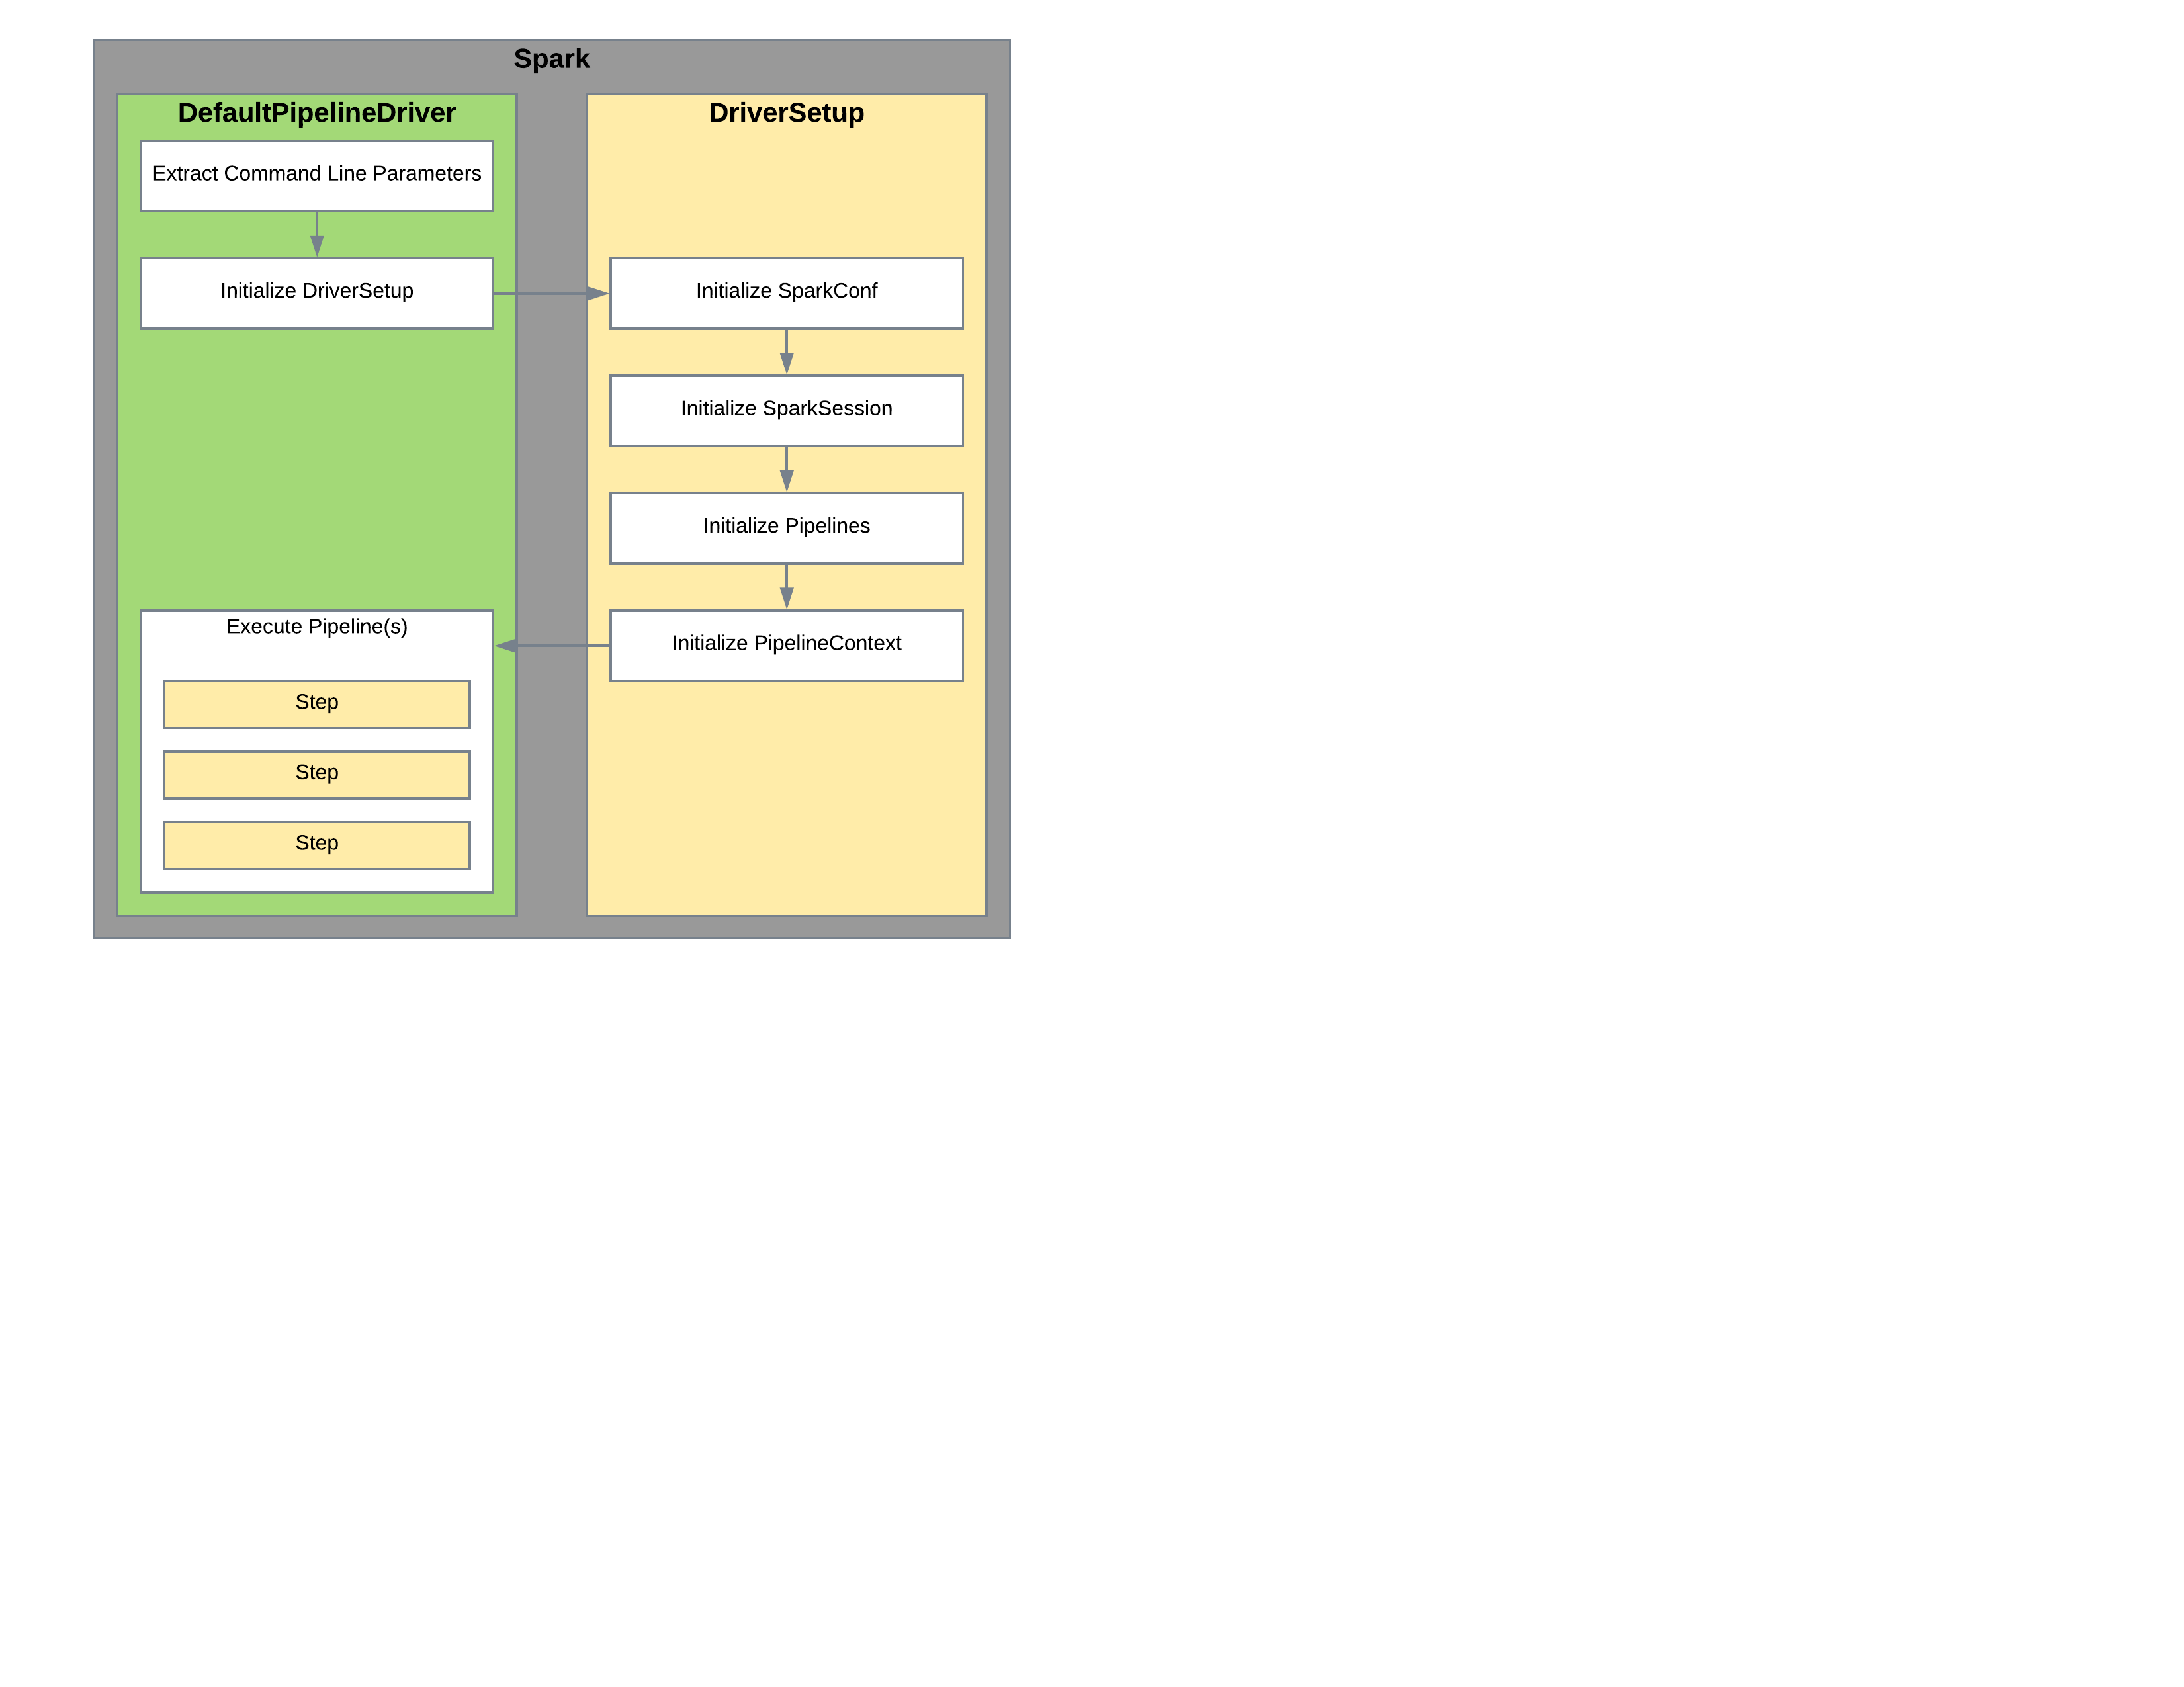 Spark
DefaultPipelineDriver
Extract Command Line Parameters
Initialize DriverSetup
Execute Pipeline(s)
Step
Step
Step
DriverSetup
Initialize SparkConf
Initialize SparkSession
Initialize Pipelines
Initialize PipelineContext